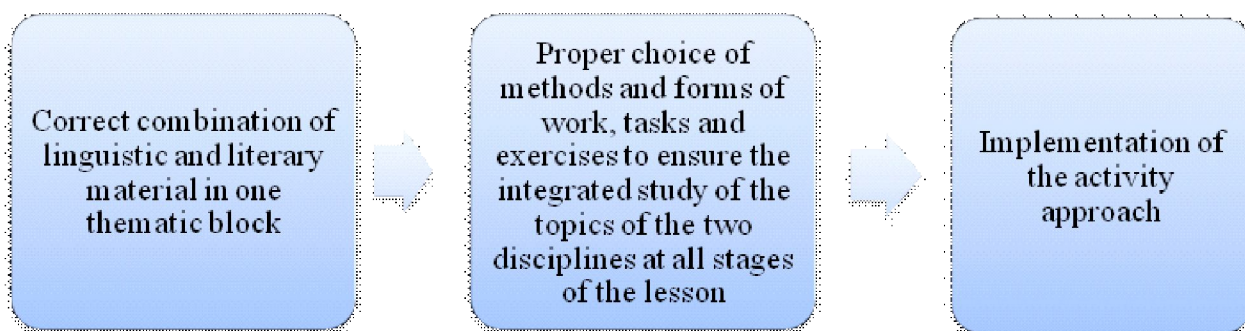 Correct combination of
linguistic and literary
material in one
thematic block
Proper choice of
methods and forms of
work, tasks and
exercises to ensure the
integrated study of the
topics of the two
disciplines at all stages
of the lesson
Implementation of
the activity
approach